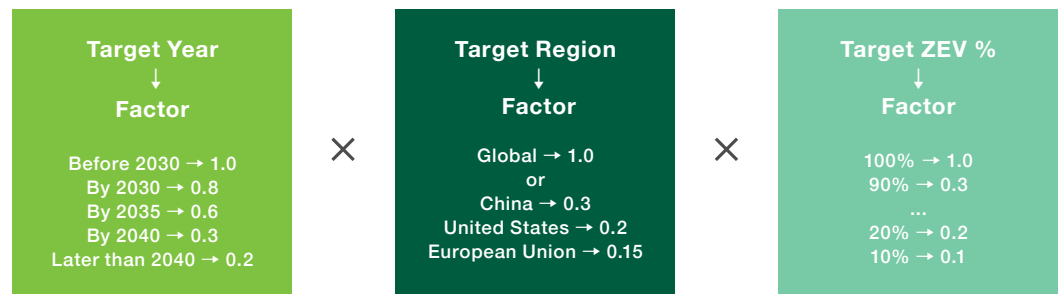 Target Year
↓
Factor
Before 2030 → 1.0
By 2030 → 0.8
By 2035 → 0.6
By 2040 → 0.3
Later than 2040 → 0.2
×
Target Region
↓
Factor
Global → 1.0
or
China → 0.3
United States → 0.2
European Union → 0.15
×
Target ZEV %
↓
Factor
100% → 1.0
90% → 0.3
...
20% → 0.2
10% → 0.1